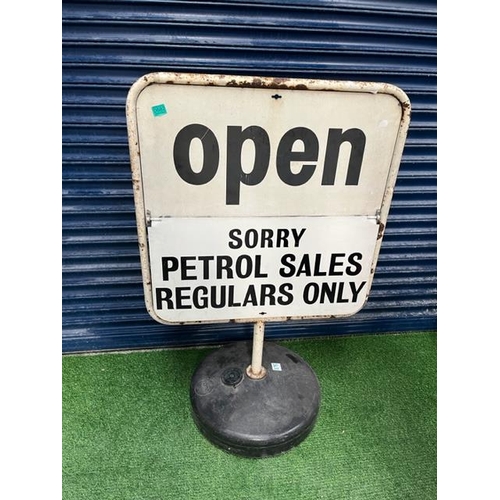 open
SORRY
PETROL SALES
REGULARS ONLY